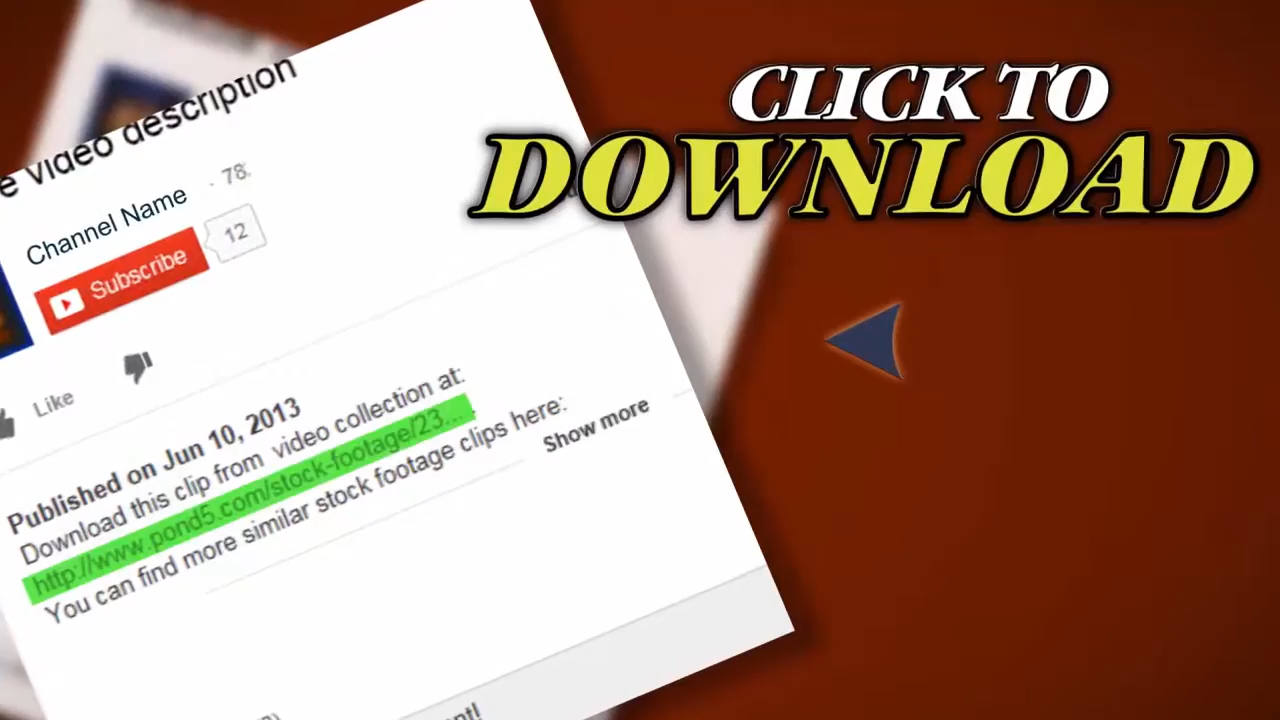 CLICK TO
DOWNLOAD
e video description
Channel Name
78
Subscribe
12
Like
Published on Jun 10, 2013
Download this clip from video collection at:
http://www.pond5.com/stock-footage/23...
You can find more similar stock footage clips here:
Show more